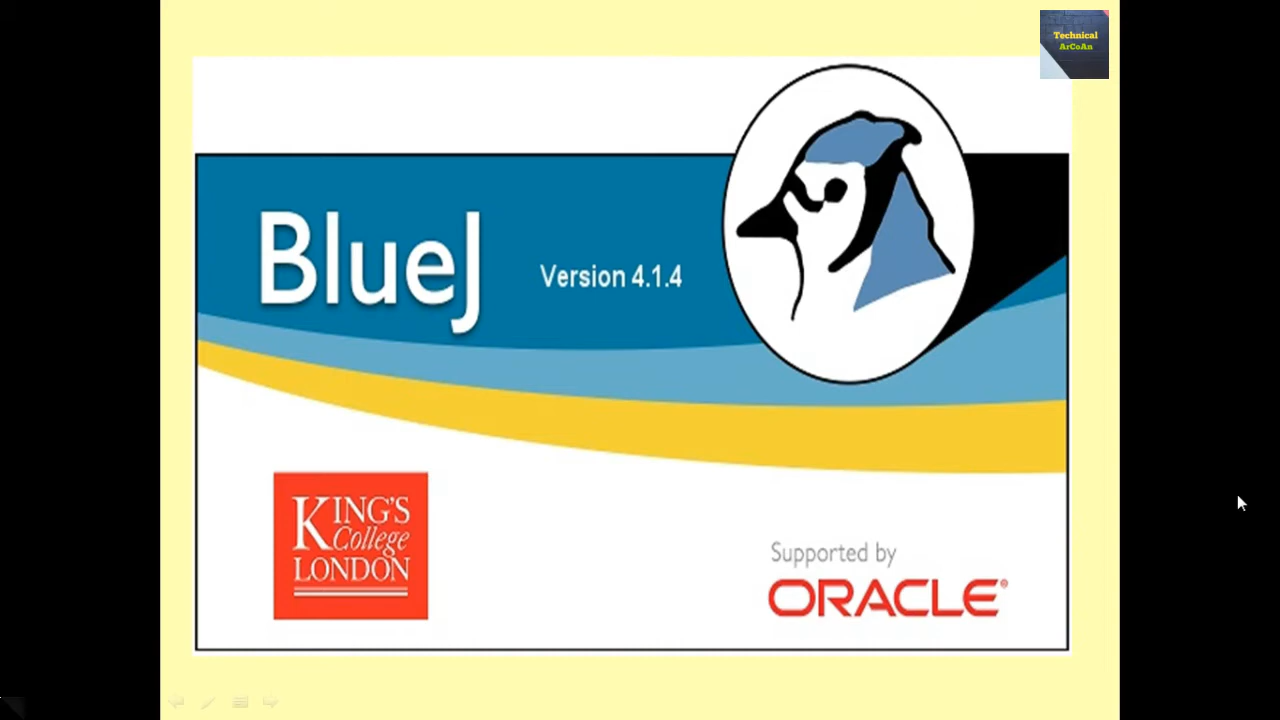 Technical
ArCoAn
BlueJ
Version 4.1.4
KING'S
College
LONDON
Supported by
ORACLE®